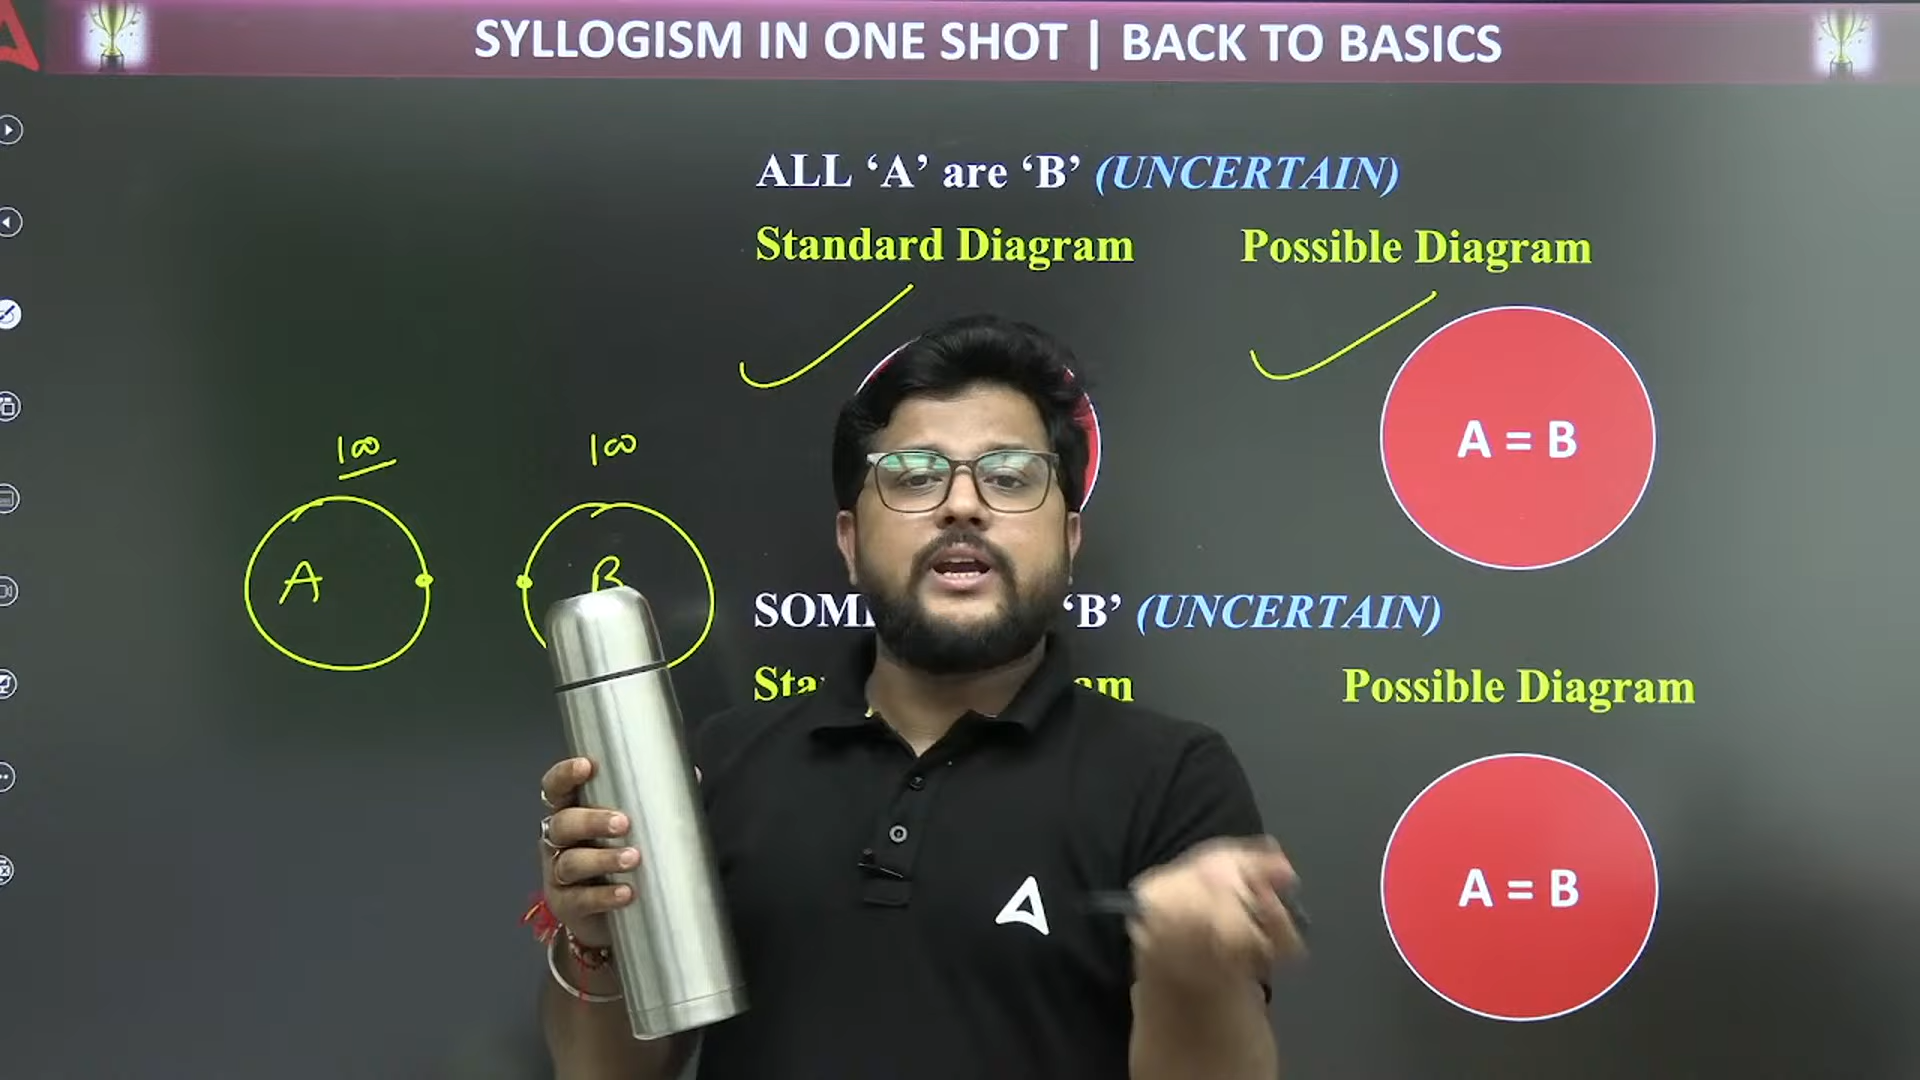 SYLLOGISM IN ONE SHOT | BACK TO BASICS
ALL ‘A’ are ‘B’ (UNCERTAIN)
Standard Diagram
Possible Diagram
A = B
100
100
A
B
‘B’ (UNCERTAIN)
Possible Diagram
A = B